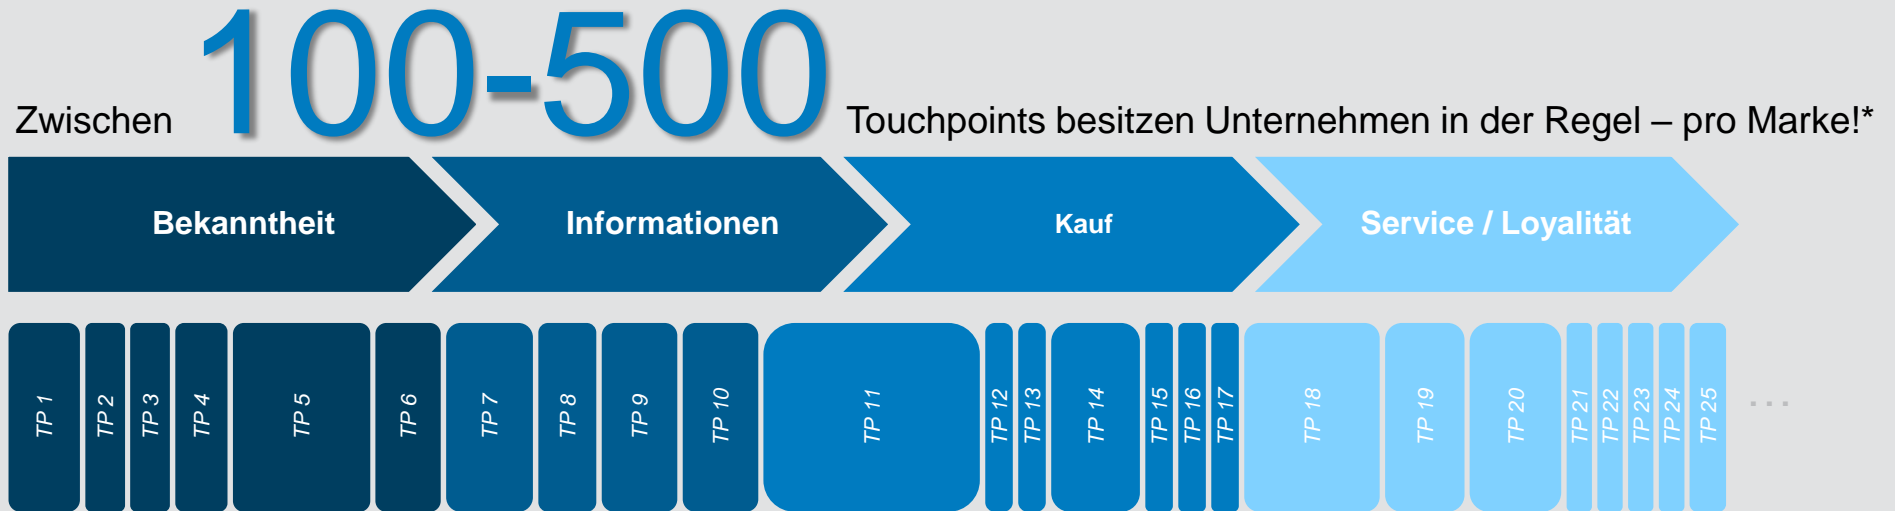 Zwischen 100-500 Touchpoints besitzen Unternehmen in der Regel – pro Marke!*
Bekanntheit Informationen Kauf Service / Loyalität
TP 1 TP 2 TP 3 TP 4 TP 5 TP 6 TP 7 TP 8 TP 9 TP 10 TP 11 TP 12 TP 13 TP 14 TP 15 TP 16 TP 17 TP 18 TP 19 TP 20 TP 21 TP 22 TP 23 TP 24 TP 25 ...